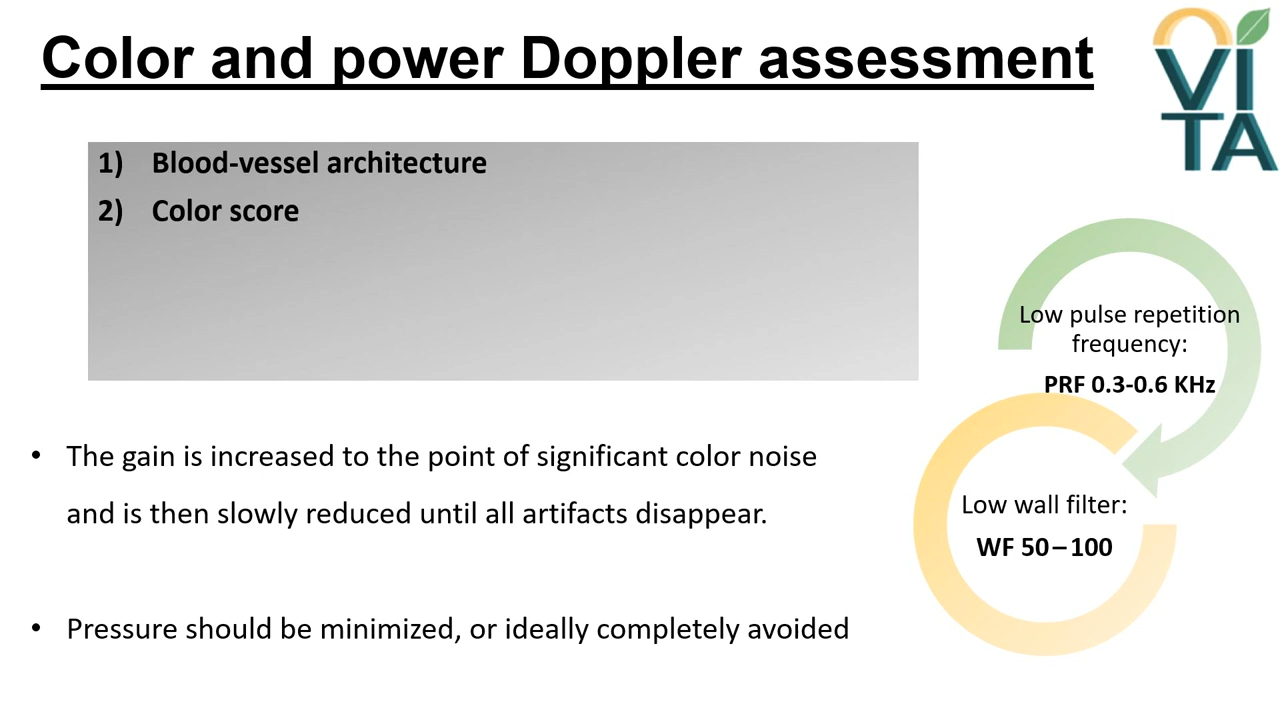 Color and power Doppler assessment
VI
TA
1) Blood-vessel architecture
2) Color score
Low pulse repetition
frequency:
PRF 0.3-0.6 KHz
• The gain is increased to the point of significant color noise
and is then slowly reduced until all artifacts disappear.
Low wall filter:
WF 50–100
• Pressure should be minimized, or ideally completely avoided